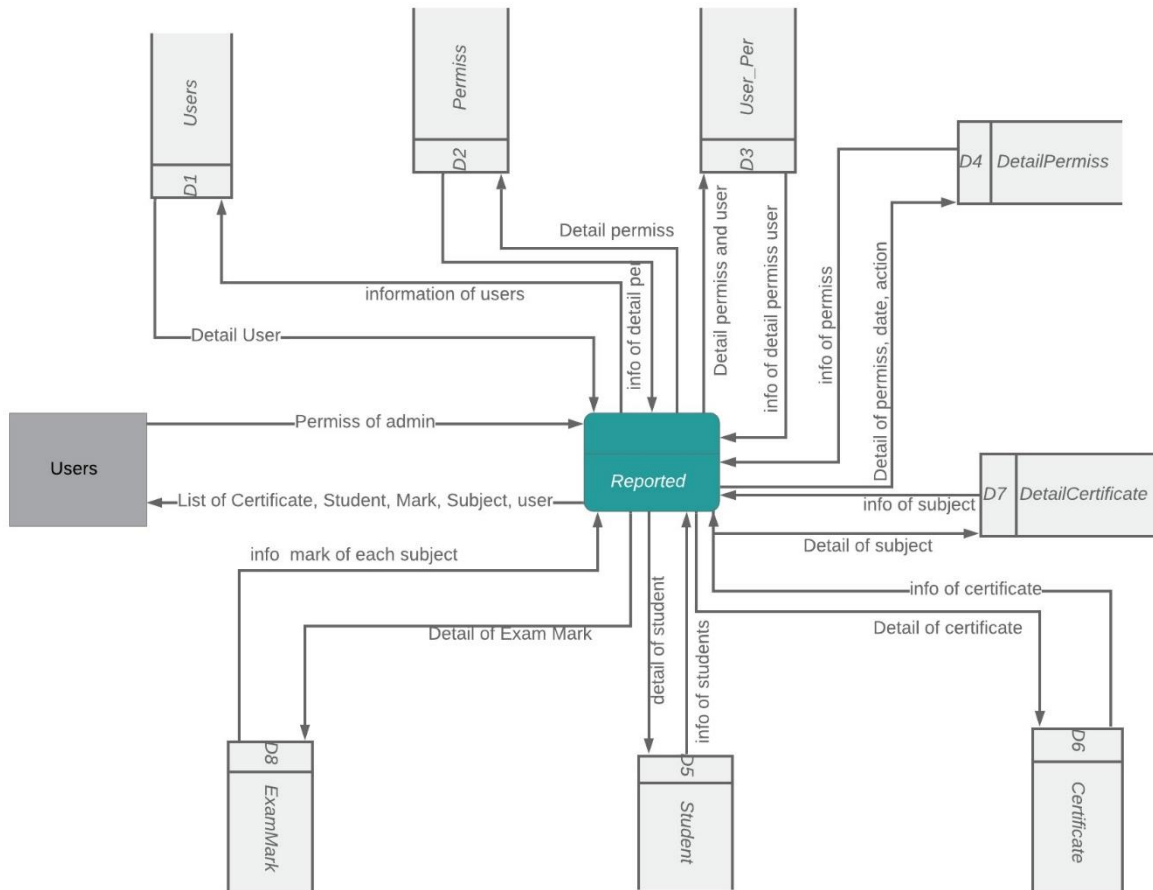 Users
D1
Permiss
D2
User_Per
D3
D4
DetailPermiss
Detail permiss
information of users
info of detail per
Detail permiss and user
info of detail permiss user
info of permiss
Detail of permiss, date, action
Detail User
Users
Permiss of admin
Reported
List of Certificate, Student, Mark, Subject, user
D7
DetailCertificate
info of subject
Detail of subject
info mark of each subject
info of certificate
Detail of Exam Mark
detail of student
info of students
Detail of certificate
D8
ExamMark
D5
Student
D6
Certificate